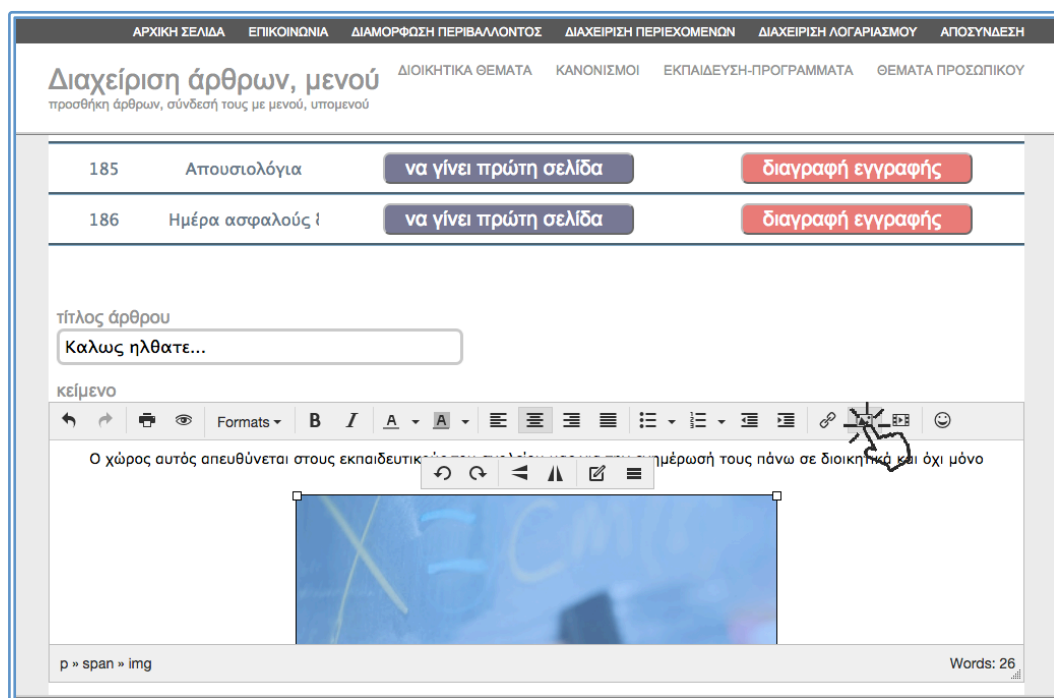 ΑΡΧΙΚΗ ΣΕΛΙΔΑ ΕΠΙΚΟΙΝΩΝΙΑ ΔΙΑΜΟΡΦΩΣΗ ΠΕΡΙΒΑΛΛΟΝΤΟΣ ΔΙΑΧΕΙΡΙΣΗ ΠΕΡΙΕΧΟΜΕΝΩΝ ΔΙΑΧΕΙΡΙΣΗ ΛΟΓΑΡΙΑΣΜΟΥ ΑΠΟΣΥΝΔΕΣΗ
Διαχείριση άρθρων, μενού ΔΙΟΙΚΗΤΙΚΑ ΘΕΜΑΤΑ ΚΑΝΟΝΙΣΜΟΙ ΕΚΠΑΙΔΕΥΣΗ-ΠΡΟΓΡΑΜΜΑΤΑ ΘΕΜΑΤΑ ΠΡΟΣΩΠΙΚΟΥ
προσθήκη άρθρων, σύνδεσή τους με μενού, υπομενού
185 Απουσιολόγια να γίνει πρώτη σελίδα διαγραφή εγγραφής
186 Ημέρα ασφαλούς να γίνει πρώτη σελίδα διαγραφή εγγραφής
τίτλος άρθρου
Καλως ηλθατε...
κείμενο
Formats B I A A
Ο χώρος αυτός απευθύνεται στους τους πάνω σε διοικητικά και όχι μόνο
p » span » img Words: 26